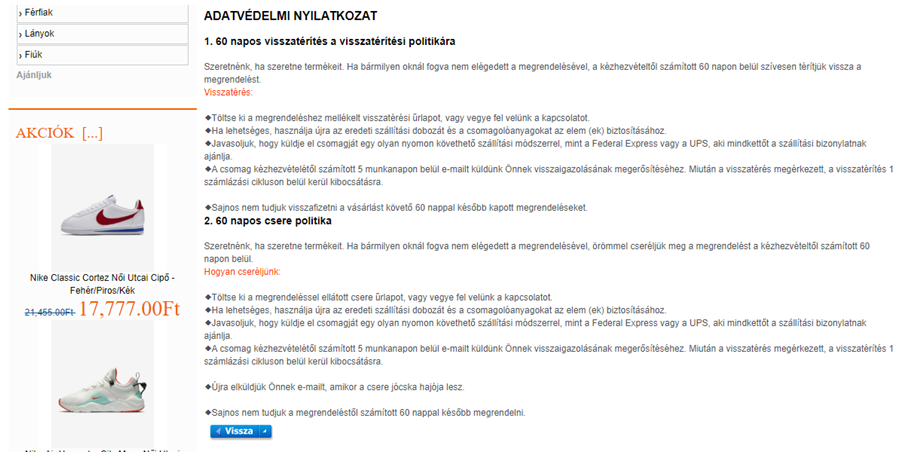 › Férfiak
› Lányok
› Fiúk
Ajánljuk
AKCIÓK [...]
Nike Classic Cortez Női Utcai Cipő -
Fehér/Piros/Kék
21,455.00Ft 17,777.00Ft
ADATVÉDELMI NYILATKOZAT
1. 60 napos visszatérítés a visszatérítési politikára
Szeretnénk, ha szeretne termékeit. Ha bármilyen oknál fogva nem elégedett a megrendelésével, a kézhezvételtől számított 60 napon belül szívesen térítjük vissza a
megrendelést.
Visszatérés:
◆Töltse ki a megrendeléshez mellékelt visszatérési űrlapot, vagy vegye fel velünk a kapcsolatot.
◆Ha lehetséges, használja újra az eredeti szállítási dobozát és a csomagolóanyagokat az elem (ek) biztosításához.
◆Javasoljuk, hogy küldje el csomagját egy olyan nyomon követhető szállítási módszerrel, mint a Federal Express vagy a UPS, aki mindkettőt a szállítási bizonylatnak
ajánlja.
◆A csomag kézhezvételétől számított 5 munkanapon belül e-mailt küldünk Önnek visszaigazolásának megerősítéséhez. Miután a visszatérés megérkezett, a visszatérítés 1
számlázási cikluson belül kerül kibocsátásra.
◆Sajnos nem tudjuk visszafizetni a vásárlást követő 60 nappal később kapott megrendeléseket.
2. 60 napos csere politika
Szeretnénk, ha szeretne termékeit. Ha bármilyen oknál fogva nem elégedett a megrendelésével, örömmel cseréljük meg a megrendelést a kézhezvételtől számított 60
napon belül.
Hogyan cseréljünk:
◆Töltse ki a megrendeléssel ellátott csere űrlapot, vagy vegye fel velünk a kapcsolatot.
◆Ha lehetséges, használja újra az eredeti szállítási dobozát és a csomagolóanyagokat az elem (ek) biztosításához.
◆Javasoljuk, hogy küldje el csomagját egy olyan nyomon követhető szállítási módszerrel, mint a Federal Express vagy a UPS, aki mindkettőt a szállítási bizonylatnak
ajánlja.
◆A csomag kézhezvételétől számított 5 munkanapon belül e-mailt küldünk Önnek visszaigazolásának megerősítéséhez. Miután a visszatérés megérkezett, a visszatérítés 1
számlázási cikluson belül kerül kibocsátásra.
◆Újra elküldjük Önnek e-mailt, amikor a csere jócska hajója lesz.
◆Sajnos nem tudjuk a megrendeléstől számított 60 nappal később megrendelni.
Vissza